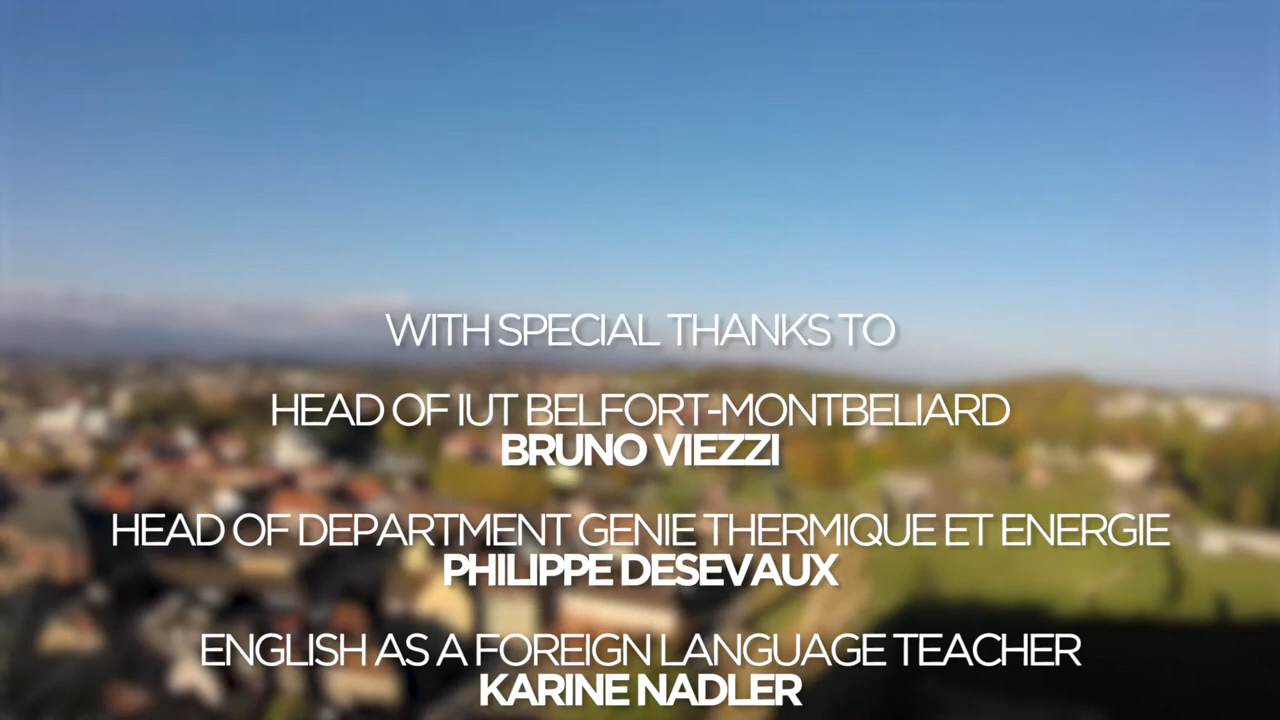 WITH SPECIAL THANKS TO
HEAD OF IUT BELFORT-MONTBELIARD
BRUNO VIEZZI
HEAD OF DEPARTMENT GENIE THERMIQUE ET ENERGIE
PHILIPPE DESEVAUX
ENGLISH AS A FOREIGN LANGUAGE TEACHER
KARINE NADLER